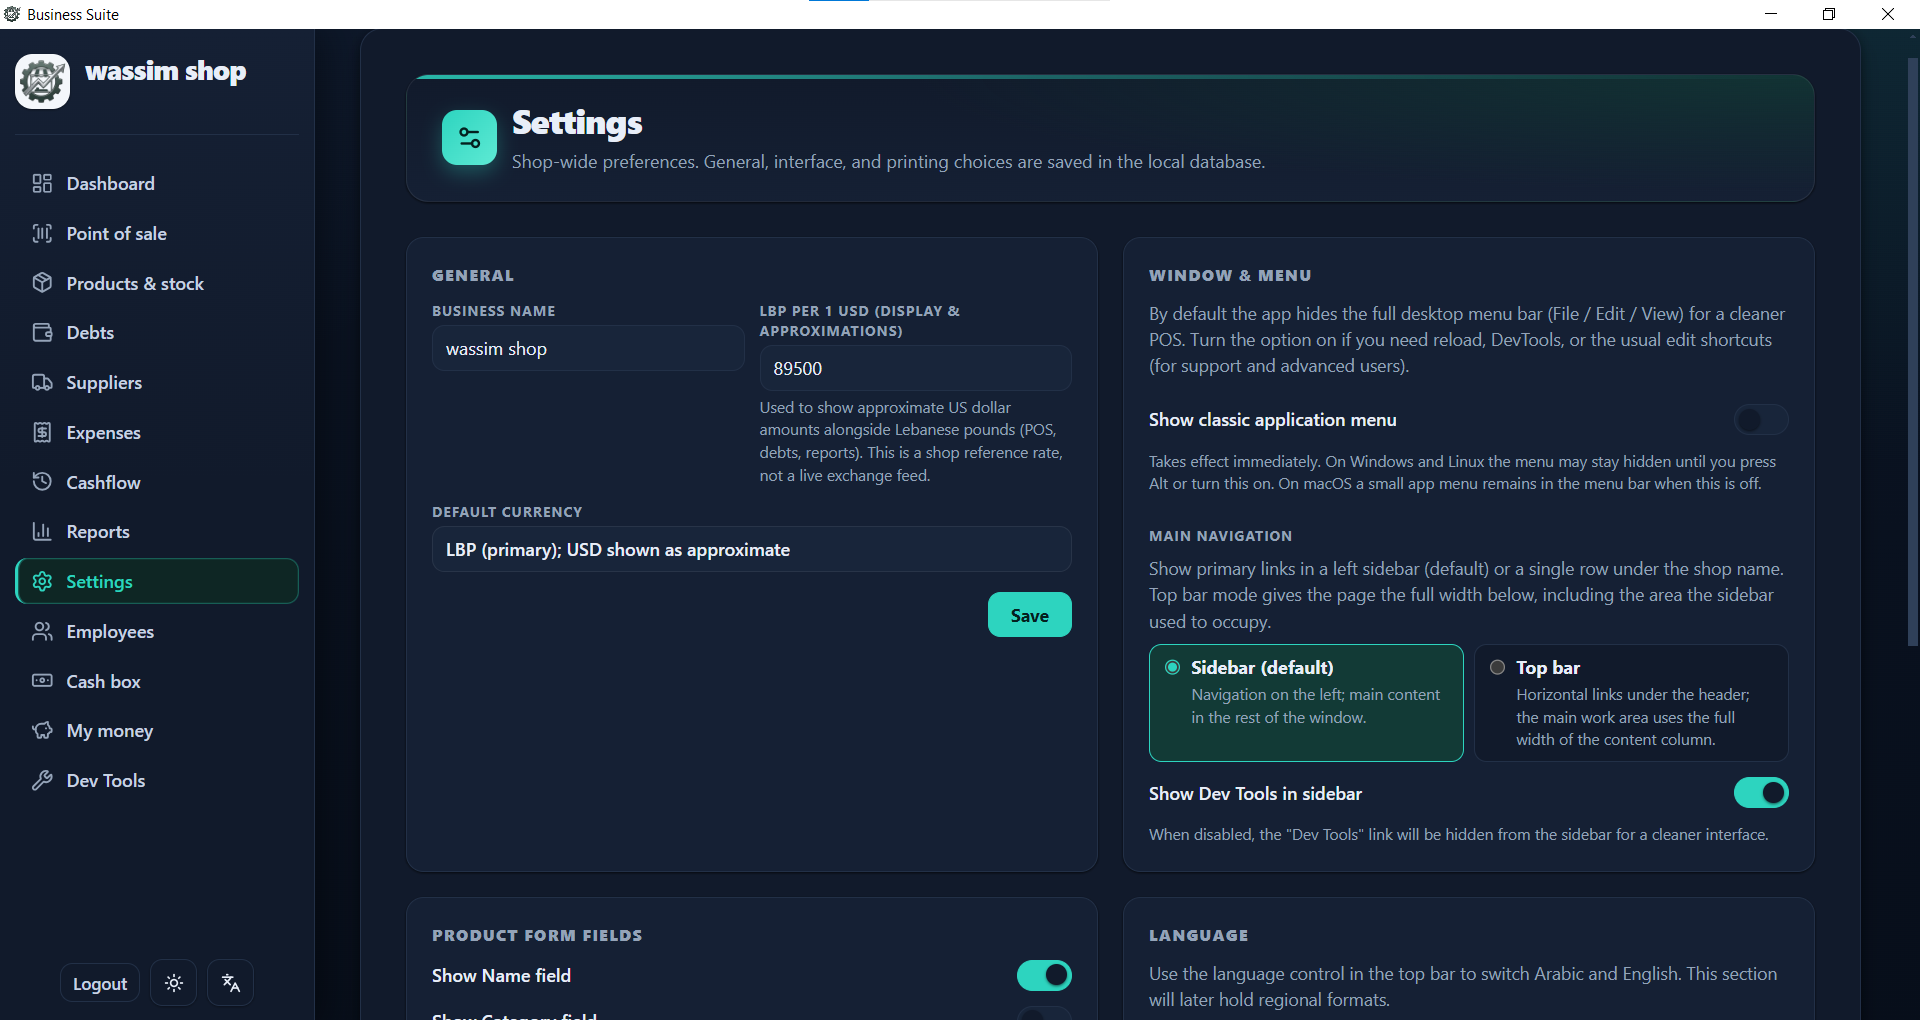 Business Suite
wassim shop
Dashboard
Point of sale
Products & stock
Debts
Suppliers
Expenses
Cashflow
Reports
Settings
Employees
Cash box
My money
Dev Tools
Logout
Settings
Shop-wide preferences. General, interface, and printing choices are saved in the local database.
GENERAL
BUSINESS NAME
wassim shop
LBP PER 1 USD (DISPLAY &
APPROXIMATIONS)
89500
Used to show approximate US dollar
amounts alongside Lebanese pounds (POS,
debts, reports). This is a shop reference rate,
not a live exchange feed.
DEFAULT CURRENCY
LBP (primary); USD shown as approximate
Save
WINDOW & MENU
By default the app hides the full desktop menu bar (File / Edit / View) for a cleaner
POS. Turn the option on if you need reload, DevTools, or the usual edit shortcuts
(for support and advanced users).
Show classic application menu
Takes effect immediately. On Windows and Linux the menu may stay hidden until you press
Alt or turn this on. On macOS a small app menu remains in the menu bar when this is off.
MAIN NAVIGATION
Show primary links in a left sidebar (default) or a single row under the shop name.
Top bar mode gives the page the full width below, including the area the sidebar
used to occupy.
Sidebar (default)
Navigation on the left; main content
in the rest of the window.
Top bar
Horizontal links under the header;
the main work area uses the full
width of the content column.
Show Dev Tools in sidebar
When disabled, the "Dev Tools" link will be hidden from the sidebar for a cleaner interface.
PRODUCT FORM FIELDS
Show Name field
Show Category field
LANGUAGE
Use the language control in the top bar to switch Arabic and English. This section
will later hold regional formats.